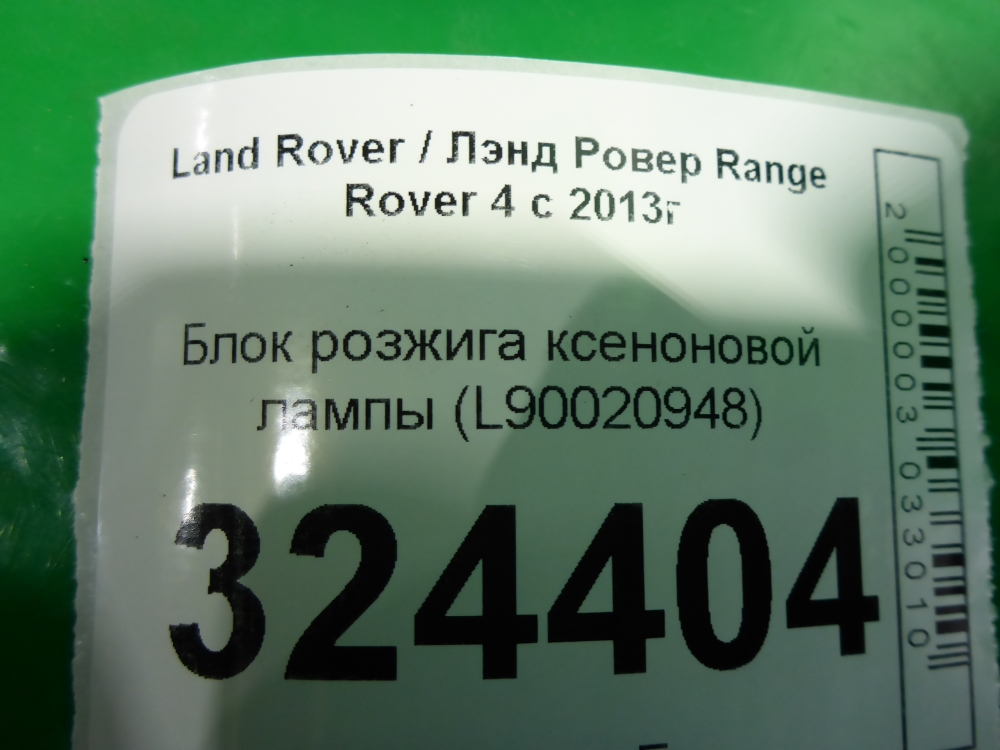 Land Rover / Лэнд Ровер Range
Rover 4 с 2013г
Блок розжига ксеноновой
лампы (L90020948)
324404
2000003033010